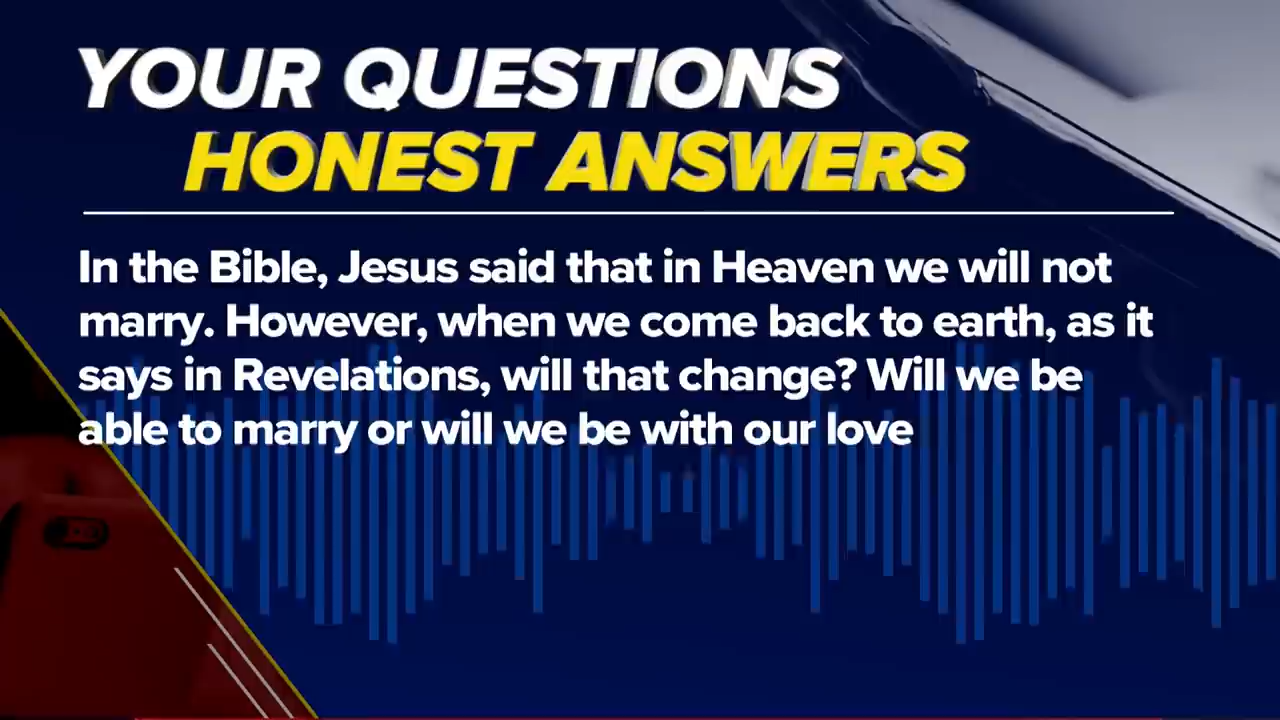 YOUR QUESTIONS
HONEST ANSWERS
In the Bible, Jesus said that in Heaven we will not
marry. However, when we come back to earth, as it
says in Revelations, will that change? Will we be
able to marry or will we be with our love